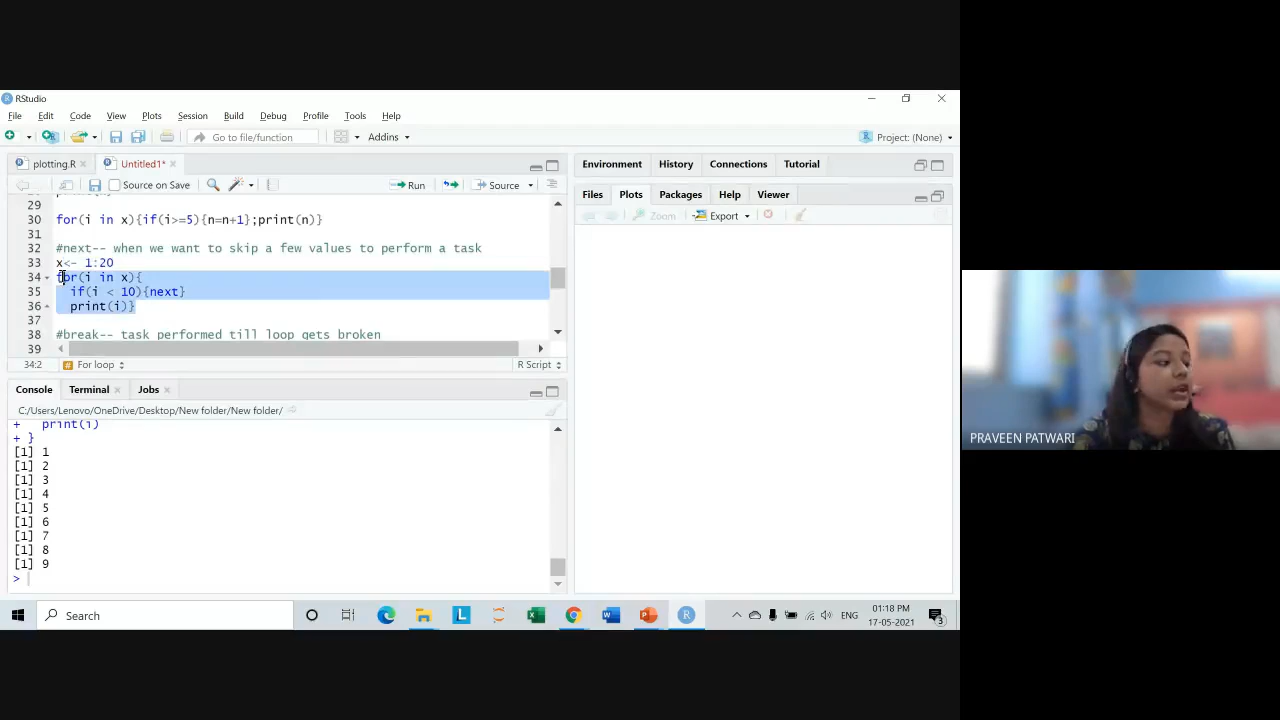 RStudio
File Edit Code View Plots Session Build Debug Profile Tools Help
Go to file/function Addins Project: (None)
plotting.R Untitled1*
Source on Save Run Source
29
30 for(i in x){if(i>=5){n=n+1};print(n)}
31
32 #next-- when we want to skip a few values to perform a task
33 x<- 1:20
34 for(i in x){
35 if(i < 10){next}
36 print(i)}
37
38 #break-- task performed till loop gets broken
39
34:2 For loop R Script
Console Terminal Jobs
C:/Users/Lenovo/OneDrive/Desktop/New folder/New folder/
+ print(i)
+ }
[1] 1
[1] 2
[1] 3
[1] 4
[1] 5
[1] 6
[1] 7
[1] 8
[1] 9
>
Environment History Connections Tutorial
Files Plots Packages Help Viewer
Zoom Export
PRAVEEN PATWARI
Search
ENG
01:18 PM
17-05-2021
3